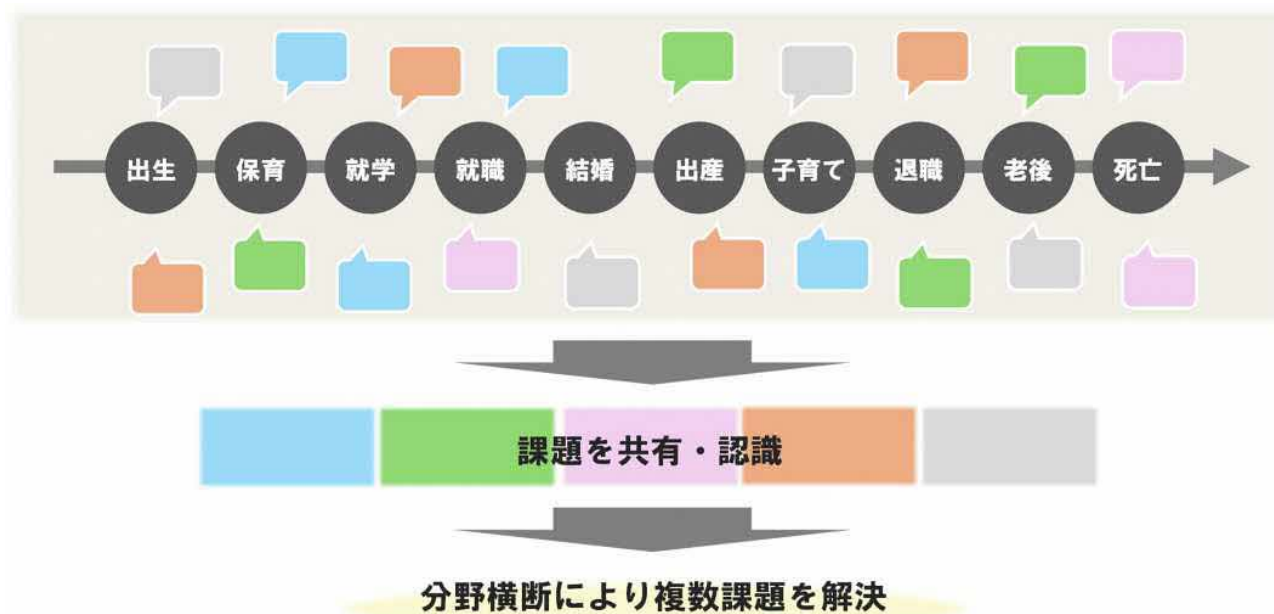 出生 保育 就学 就職 結婚 出産 子育て 退職 老後 死亡
課題を共有・認識
分野横断により複数課題を解決